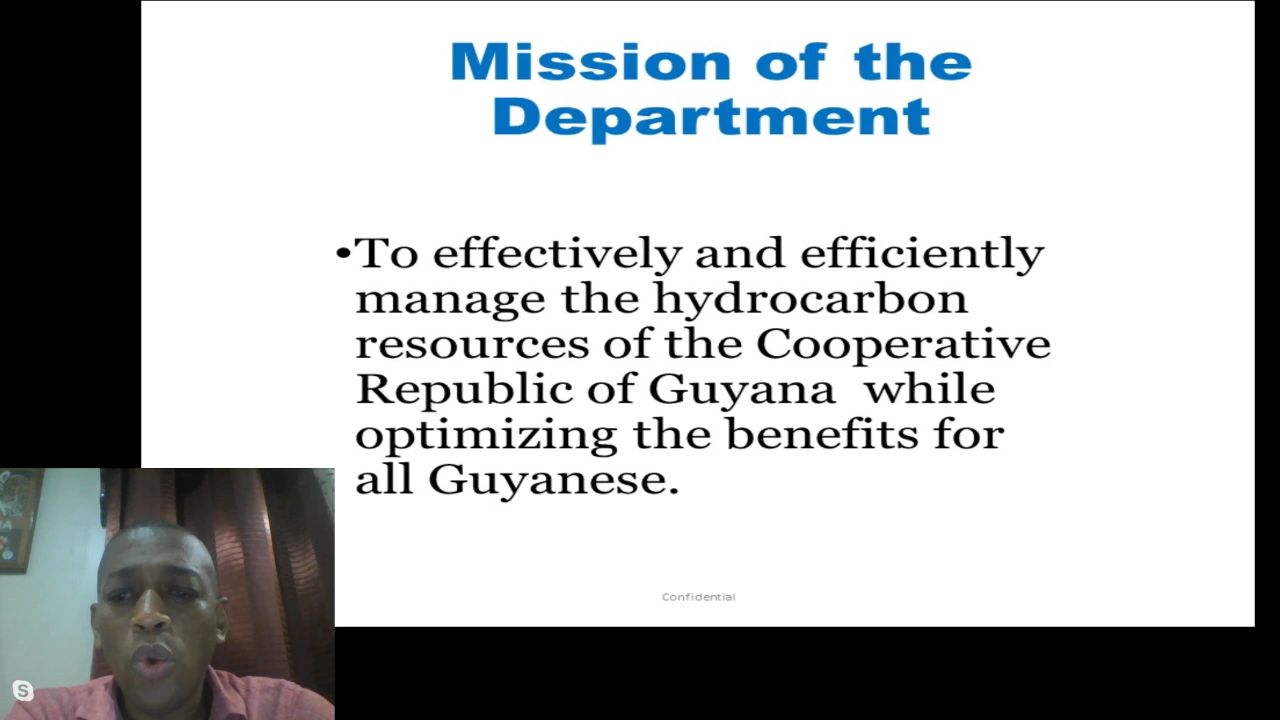 Mission of the
Department
•To effectively and efficiently
manage the hydrocarbon
resources of the Cooperative
Republic of Guyana  while
optimizing the benefits for
all Guyanese.
Confidential
S